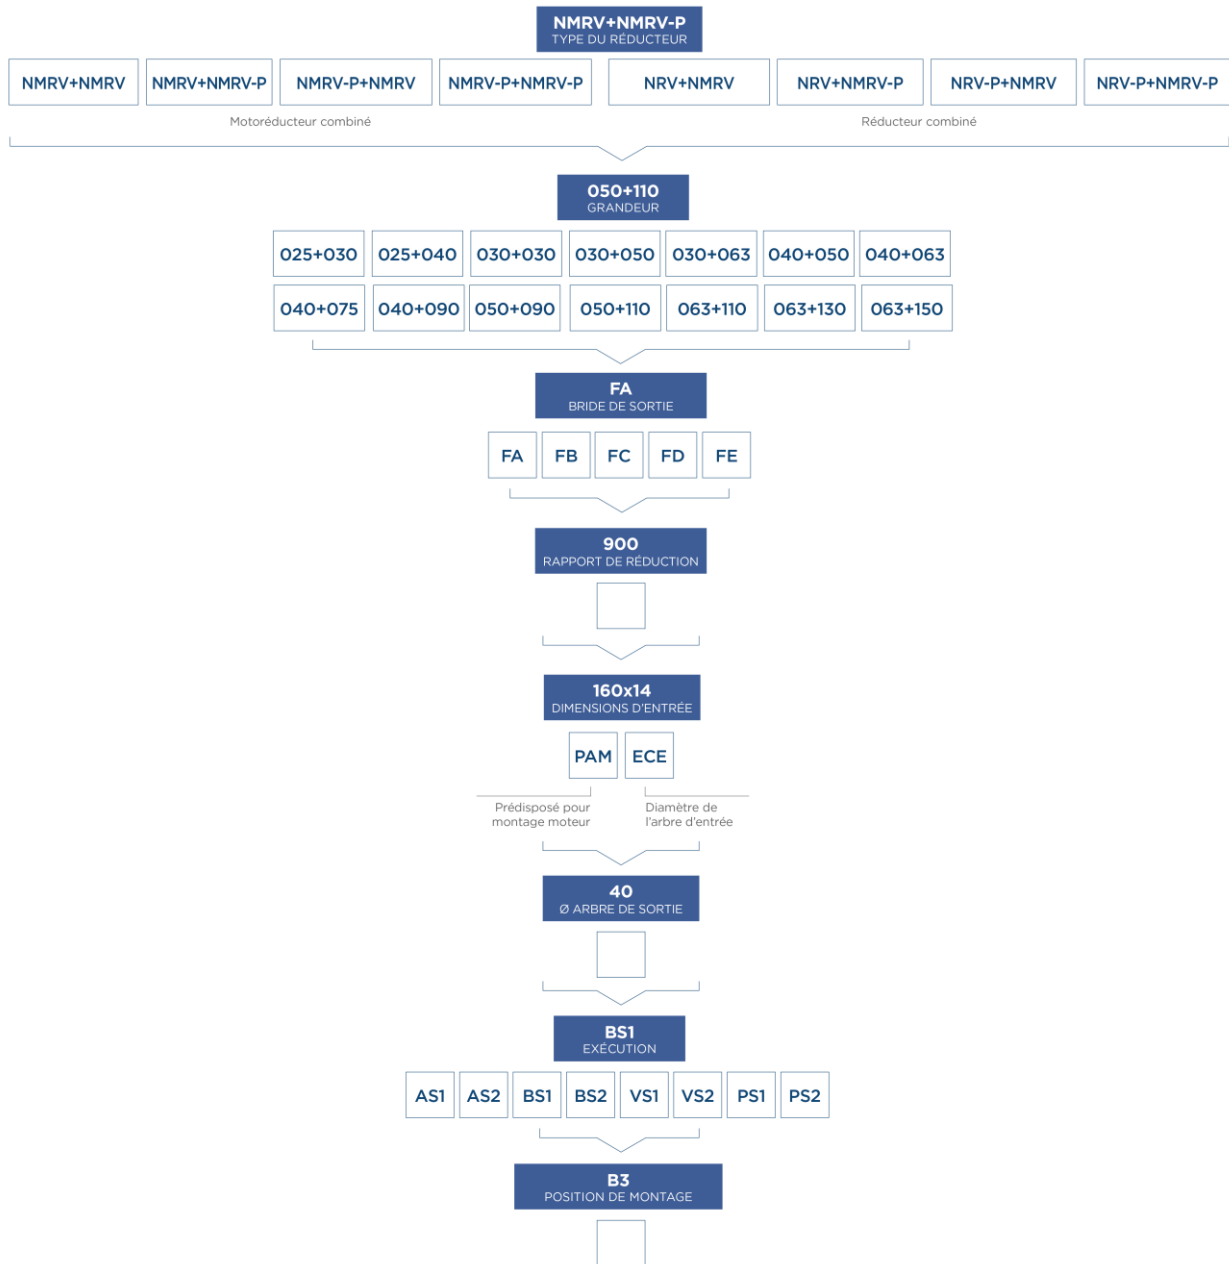 NMRV+NMRV-P
TYPE DU RÉDUCTEUR
NMRV+NMRV NMRV+NMRV-P NMRV-P+NMRV NMRV-P+NMRV-P NRV+NMRV NRV+NMRV-P NRV-P+NMRV NRV-P+NMRV-P
Motoréducteur combiné Réducteur combiné
050+110
GRANDEUR
025+030 025+040 030+030 030+050 030+063 040+050 040+063
040+075 040+090 050+090 050+110 063+110 063+130 063+150
FA
BRIDE DE SORTIE
FA FB FC FD FE
900
RAPPORT DE RÉDUCTION
160x14
DIMENSIONS D'ENTRÉE
PAM ECE
Prédisposé pour
montage moteur
Diamètre de
l'arbre d'entrée
40
Ø ARBRE DE SORTIE
BS1
EXÉCUTION
AS1 AS2 BS1 BS2 VS1 VS2 PS1 PS2
B3
POSITION DE MONTAGE